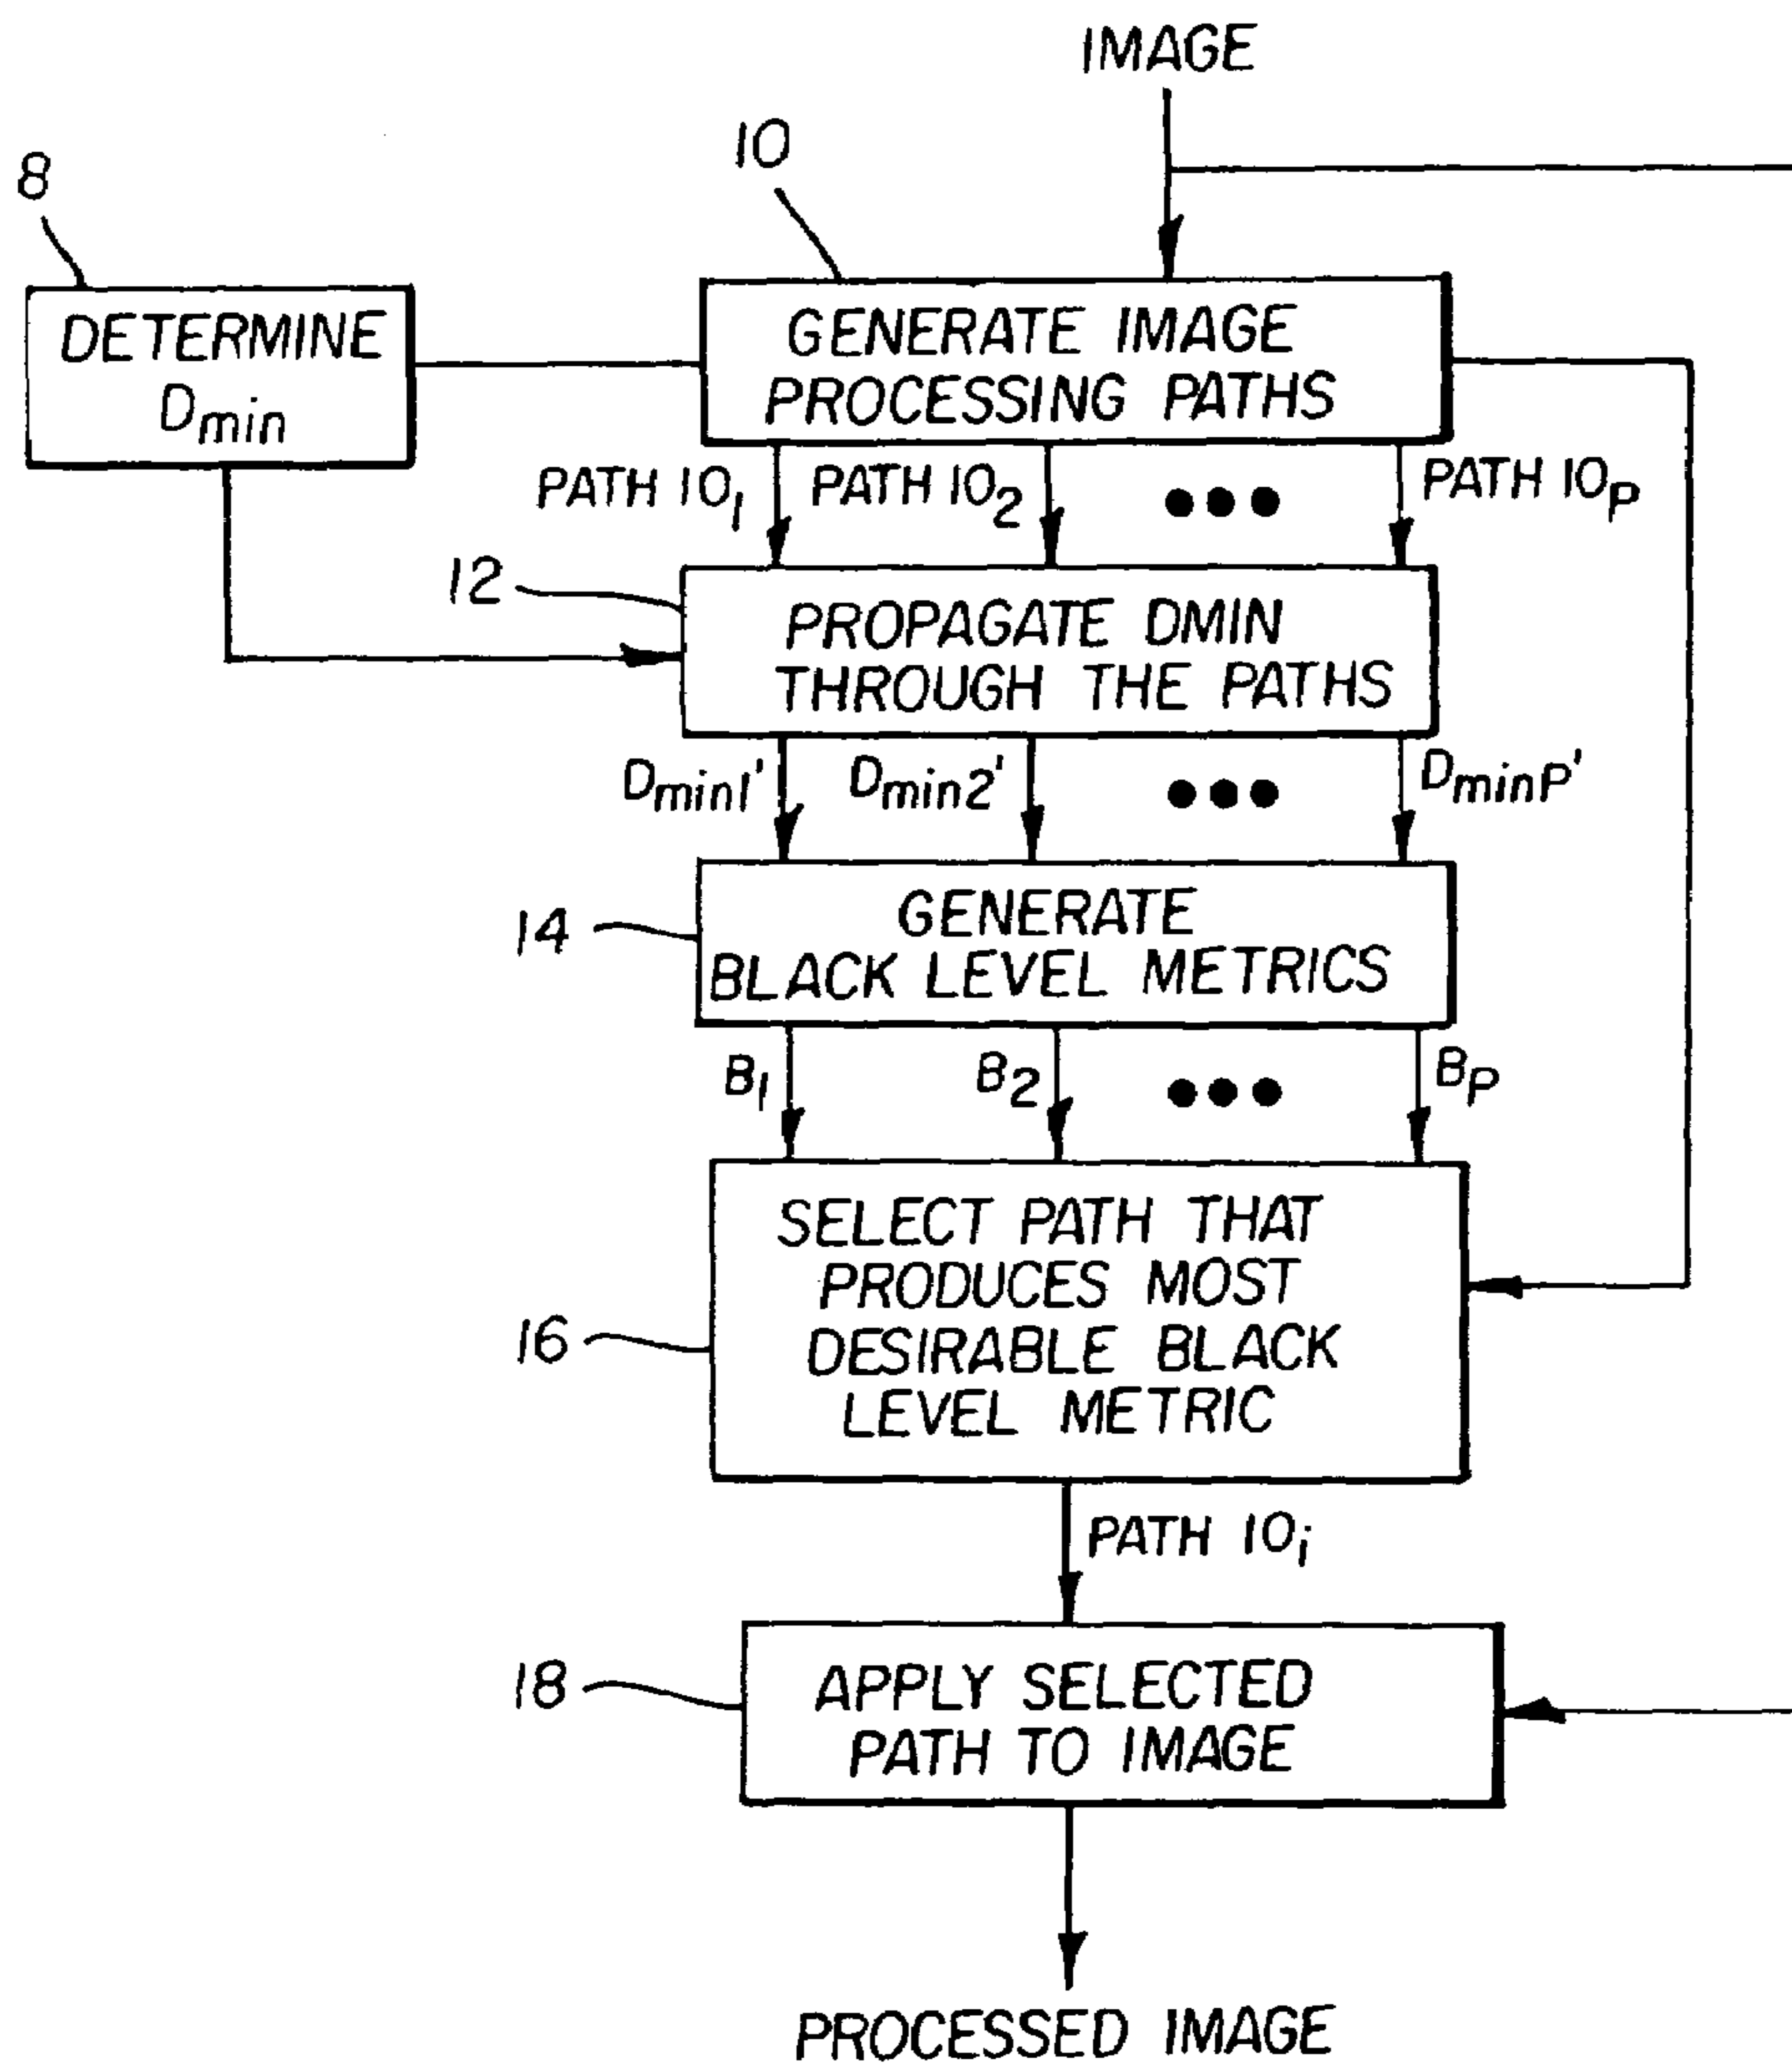 IMAGE
10
8
DETERMINE
Dmin
GENERATE IMAGE
PROCESSING PATHS
PATH 10₁
PATH 10₂
●●●
PATH 10ₚ
12
PROPAGATE DMIN
THROUGH THE PATHS
Dmin1'
Dmin2'
●●●
DminP'
14
GENERATE
BLACK LEVEL METRICS
B₁
B₂
●●●
Bₚ
16
SELECT PATH THAT
PRODUCES MOST
DESIRABLE BLACK
LEVEL METRIC
PATH 10ᵢ
18
APPLY SELECTED
PATH TO IMAGE
PROCESSED IMAGE